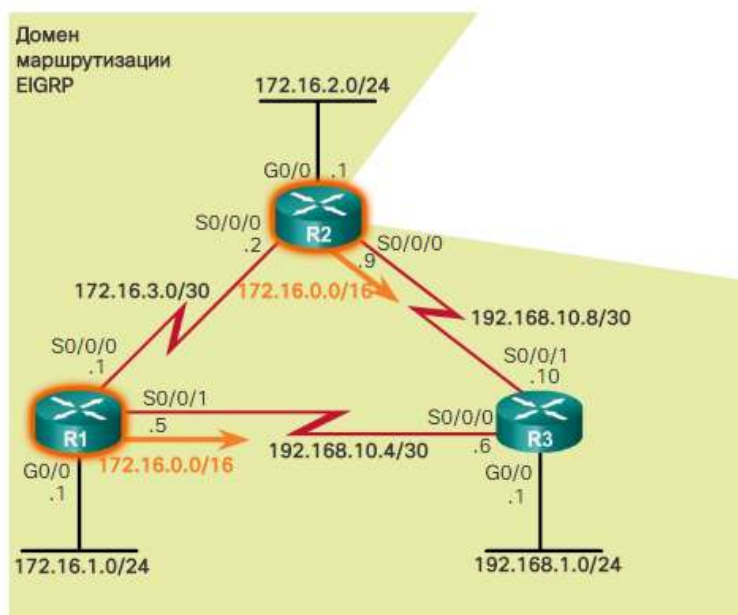 Домен
маршрутизации
EIGRP
172.16.2.0/24
G0/0 .1
R2
S0/0/0
.2
S0/0/0
.9
172.16.3.0/30
172.16.0.0/16
192.168.10.8/30
S0/0/0
.1
S0/0/1
.10
S0/0/1
.5
S0/0/0
.6
R1
R3
172.16.0.0/16
192.168.10.4/30
G0/0
.1
G0/0
.1
172.16.1.0/24
192.168.1.0/24